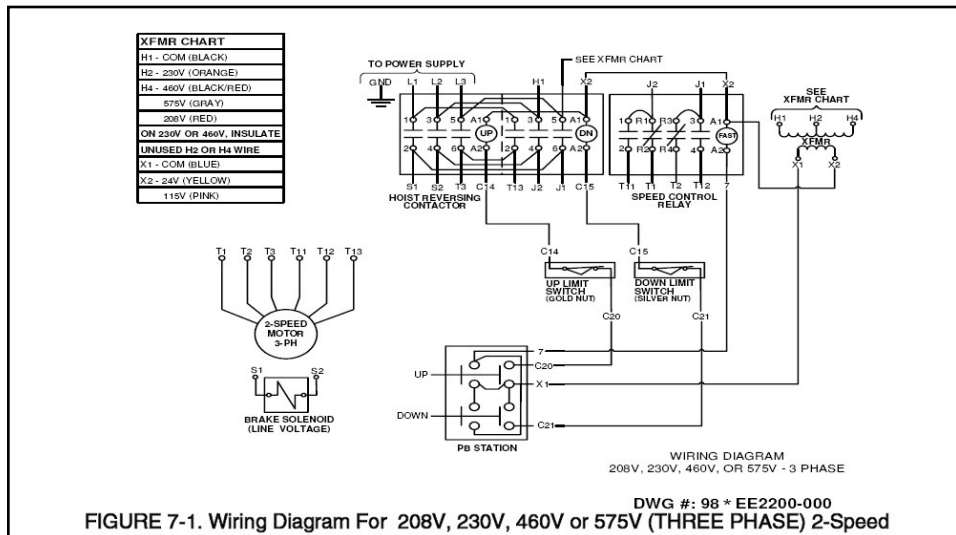 XFMR CHART
H1 - COM (BLACK)
H2 - 230V (ORANGE)
H4 - 460V (BLACK/RED)
575V (GRAY)
208V (RED)
ON 230V OR 460V, INSULATE
UNUSED H2 OR H4 WIRE
X1 - COM (BLUE)
X2 - 24V (YELLOW)
115V (PINK)
TO POWER SUPPLY
GND L1 L2 L3 H1 X2
SEE XFMR CHART
1 3 5 A1 UP 1 3 5 A1 DN
2 4 6 A2 2 4 6 A2
S1 S2 T3 C14 T13 J2 J1 C15
HOIST REVERSING
CONTACTOR
J2 J1 X2
1 R1 R3 3 A1 FAST
2 R2 R4 4 A2
T11 T1 T2 T12 7
SPEED CONTROL
RELAY
SEE
XFMR CHART
H1 H2 H4
XFMR
X1 X2
C14
UP LIMIT
SWITCH
(GOLD NUT)
C20
C15
DOWN LIMIT
SWITCH
(SILVER NUT)
C21
T1 T2 T3 T11 T12 T13
2-SPEED
MOTOR
3-PH
S1 S2
BRAKE SOLENOID
(LINE VOLTAGE)
7
UP
C20
X1
DOWN
C21
PB STATION
WIRING DIAGRAM
208V, 230V, 460V, OR 575V - 3 PHASE
DWG #: 98 * EE2200-000
FIGURE 7-1. Wiring Diagram For 208V, 230V, 460V or 575V (THREE PHASE) 2-Speed